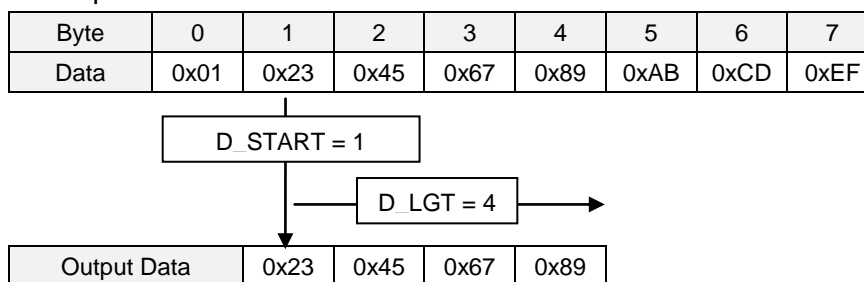 Byte 0 1 2 3 4 5 6 7
Data 0x01 0x23 0x45 0x67 0x89 0xAB 0xCD 0xEF
D_START = 1
D_LGT = 4
Output Data 0x23 0x45 0x67 0x89